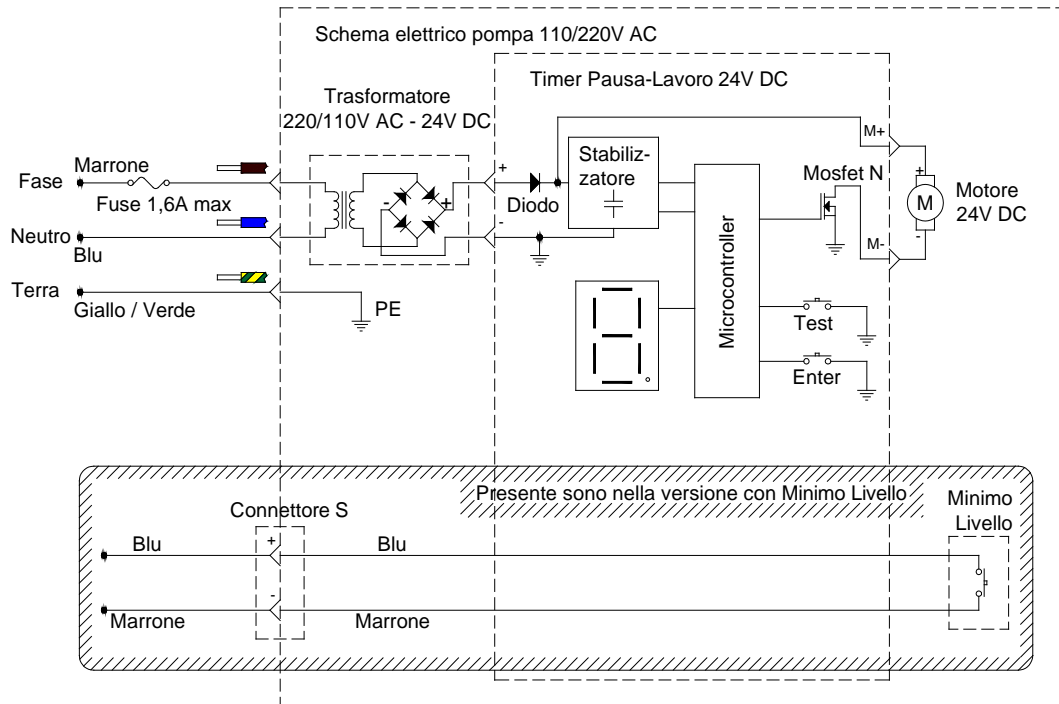 Schema elettrico pompa 110/220V AC
Timer Pausa-Lavoro 24V DC
Trasformatore
220/110V AC - 24V DC
M+
Marrone
Fase
Fuse 1,6A max
+
Stabiliz-
zatore
Mosfet N
+
M
Motore
24V DC
-
+
Diodo
-
Neutro
Blu
M-
-
Terra
Giallo / Verde
PE
Microcontroller
Test
Enter
Presente sono nella versione con Minimo Livello
Connettore S
Minimo
Livello
Blu
+
Blu
Marrone
-
Marrone